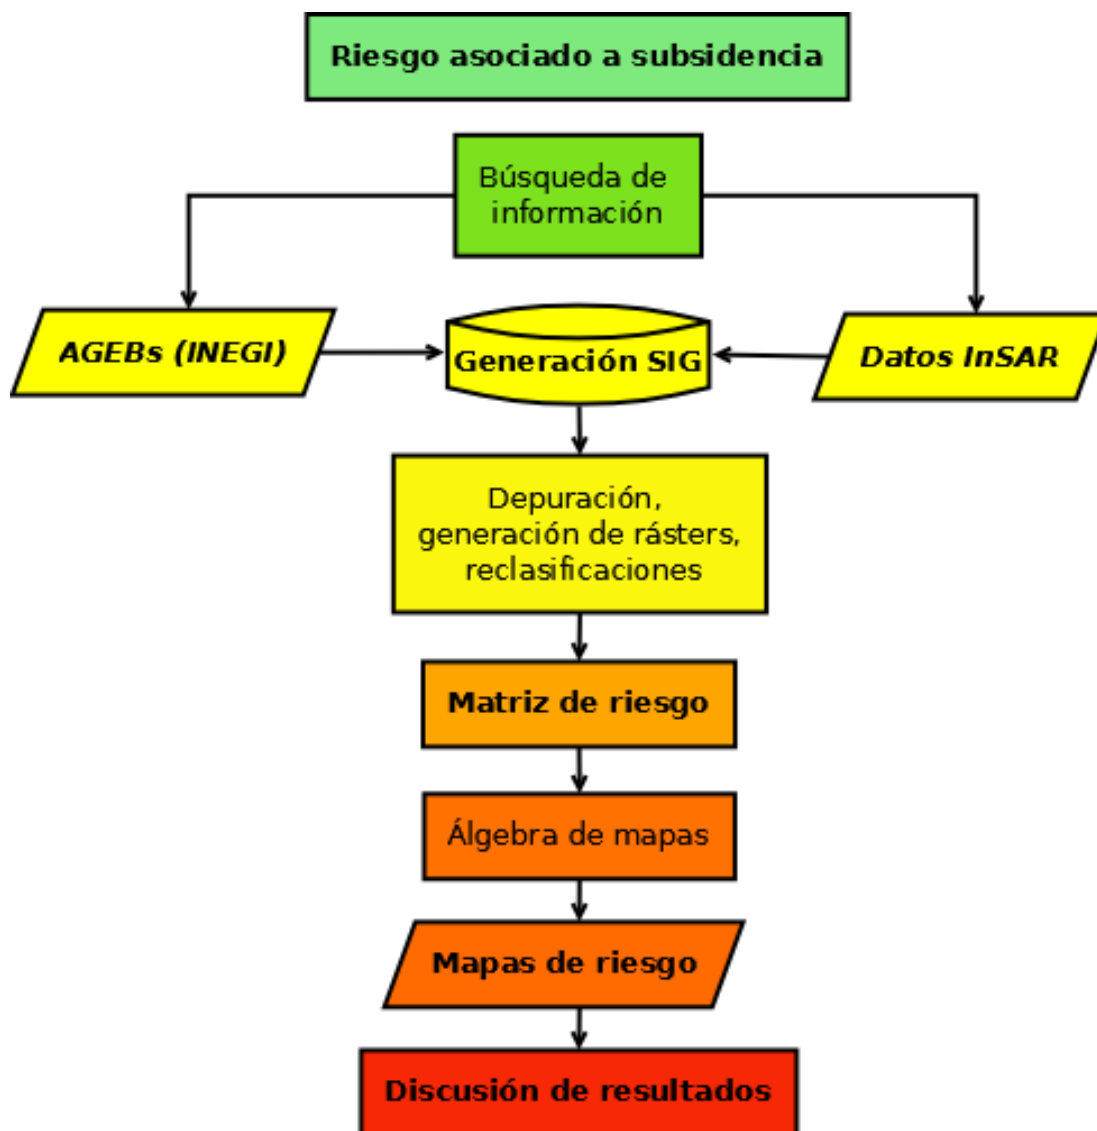 Riesgo asociado a subsidencia
Búsqueda de
información
AGEBs (INEGI)
Generación SIG
Datos InSAR
Depuración,
generación de rásters,
reclasificaciones
Matriz de riesgo
Álgebra de mapas
Mapas de riesgo
Discusión de resultados